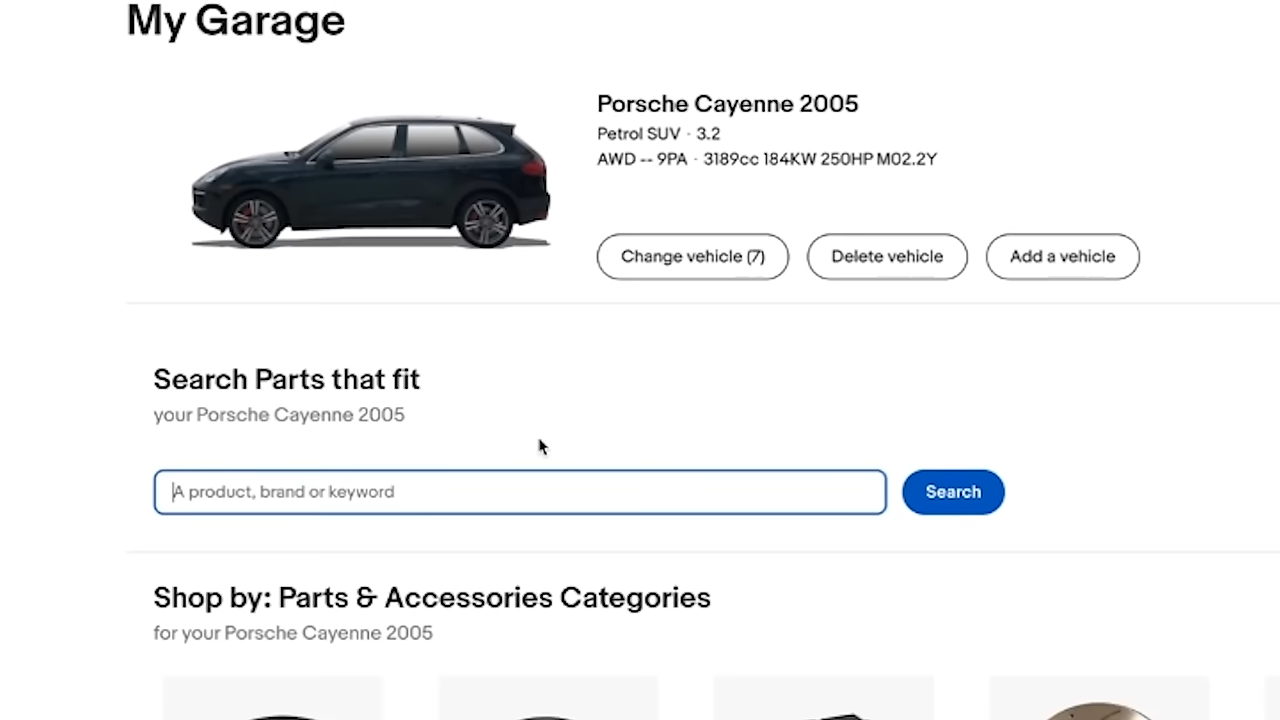 My Garage
Porsche Cayenne 2005
Petrol SUV · 3.2
AWD -- 9PA · 3189cc 184KW 250HP M02.2Y
Change vehicle (7)
Delete vehicle
Add a vehicle
Search Parts that fit
your Porsche Cayenne 2005
A product, brand or keyword
Search
Shop by: Parts & Accessories Categories
for your Porsche Cayenne 2005